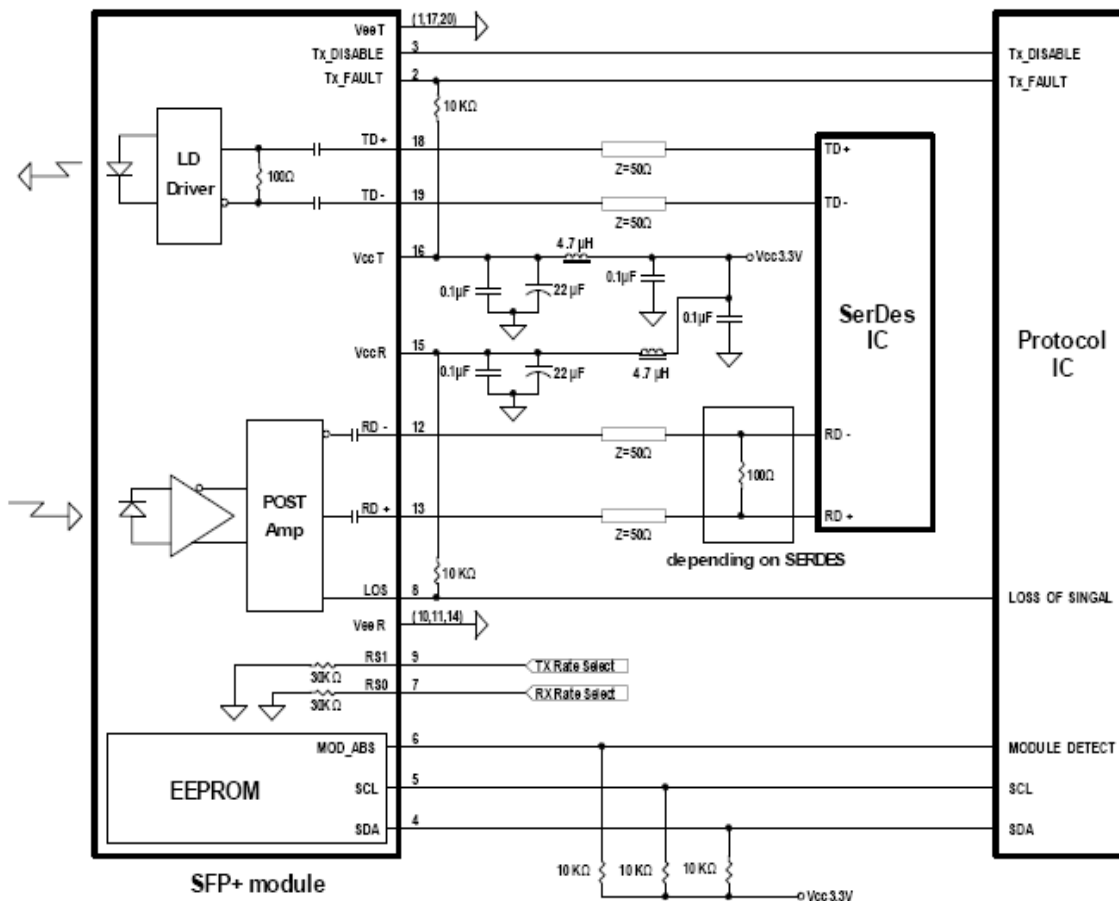 VeeT (1,17,20)
Tx_DISABLE 3 Tx_DISABLE
Tx_FAULT 2 Tx_FAULT
10 KΩ
LD
Driver
100Ω
TD+ 18 Z=50Ω TD+
TD - 19 Z=50Ω TD -
VccT 16 4.7 µH Vcc3.3V
0.1µF 22 µF 0.1µF 0.1µF
SerDes
IC
Protocol
IC
VccR 15 4.7 µH
0.1µF 22 µF
RD - 12 Z=50Ω RD -
100Ω
POST
Amp
RD + 13 Z=50Ω RD +
depending on SERDES
10 KΩ
LOS 8 LOSS OF SINGAL
VeeR (10,11,14)
RS1 9 TX Rate Select
30KΩ
RS0 7 RX Rate Select
30KΩ
MOD_ABS 6 MODULE DETECT
EEPROM
SCL 5 SCL
SDA 4 SDA
10 KΩ 10 KΩ 10 KΩ
Vcc3.3V
SFP+ module